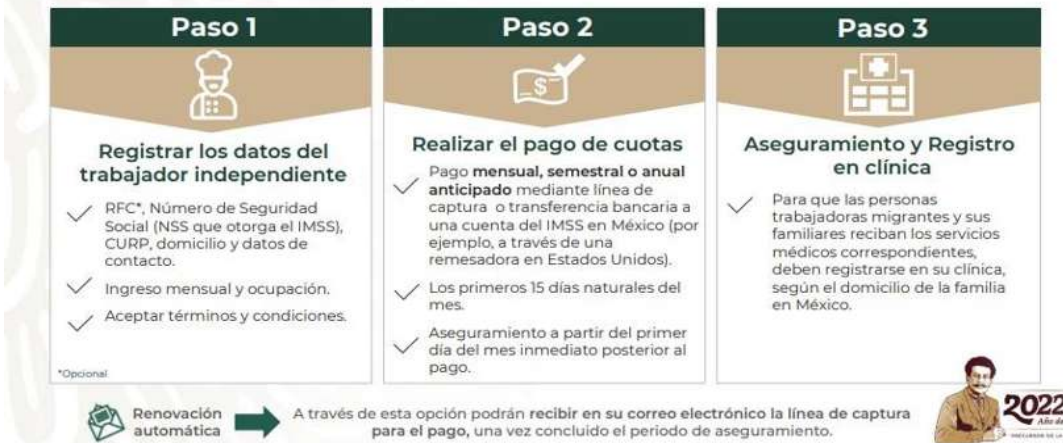 Paso 1
Registrar los datos del
trabajador independiente
RFC*, Número de Seguridad
Social (NSS que otorga el IMSS),
CURP, domicilio y datos de
contacto.
Ingreso mensual y ocupación.
Aceptar términos y condiciones.
*Opcional
Paso 2
$
Realizar el pago de cuotas
Pago mensual, semestral o anual
anticipado mediante línea de
captura o transferencia bancaria a
una cuenta del IMSS en México (por
ejemplo, a través de una
remesadora en Estados Unidos).
Los primeros 15 días naturales del
mes.
Aseguramiento a partir del primer
día del mes inmediato posterior al
pago.
Paso 3
Aseguramiento y Registro
en clínica
Para que las personas
trabajadoras migrantes y sus
familiares reciban los servicios
médicos correspondientes,
deben registrarse en su clínica,
según el domicilio de la familia
en México.
Renovación
automática
A través de esta opción podrán recibir en su correo electrónico la línea de captura
para el pago, una vez concluido el periodo de aseguramiento.
2022
Año de
PRECURSOR DE LA